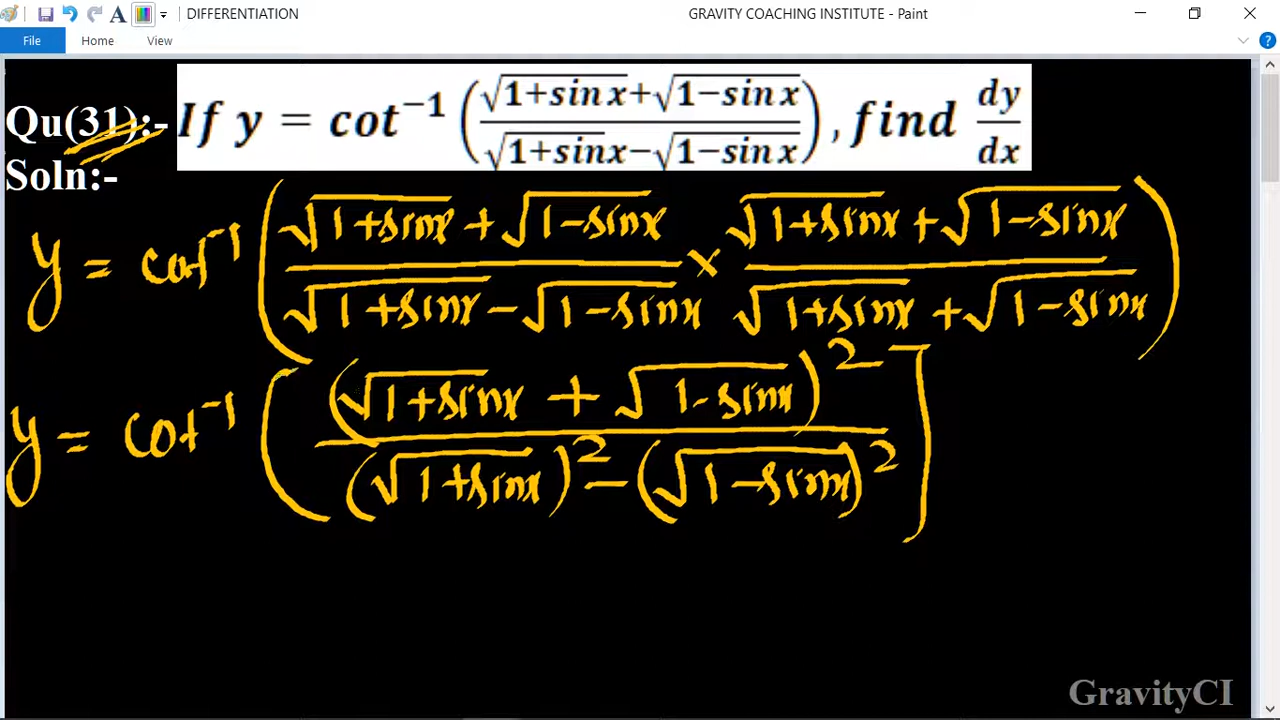 DIFFERENTIATION GRAVITY COACHING INSTITUTE - Paint
File Home View
Qu(31):- If y = cot⁻¹ ( (√(1+sin x) + √(1−sin x)) / (√(1+sin x) − √(1−sin x)) ), find dy/dx
Soln:-
y = cot⁻¹ ( (√(1+sinx) + √(1−sinx)) / (√(1+sinx) − √(1−sinx)) × (√(1+sinx) + √(1−sinx)) / (√(1+sinx) + √(1−sinx)) )
y = cot⁻¹ [ (√(1+sinx) + √(1-sinx))² / ((√(1+sinx))² − (√(1−sinx))²) ]
GravityCI